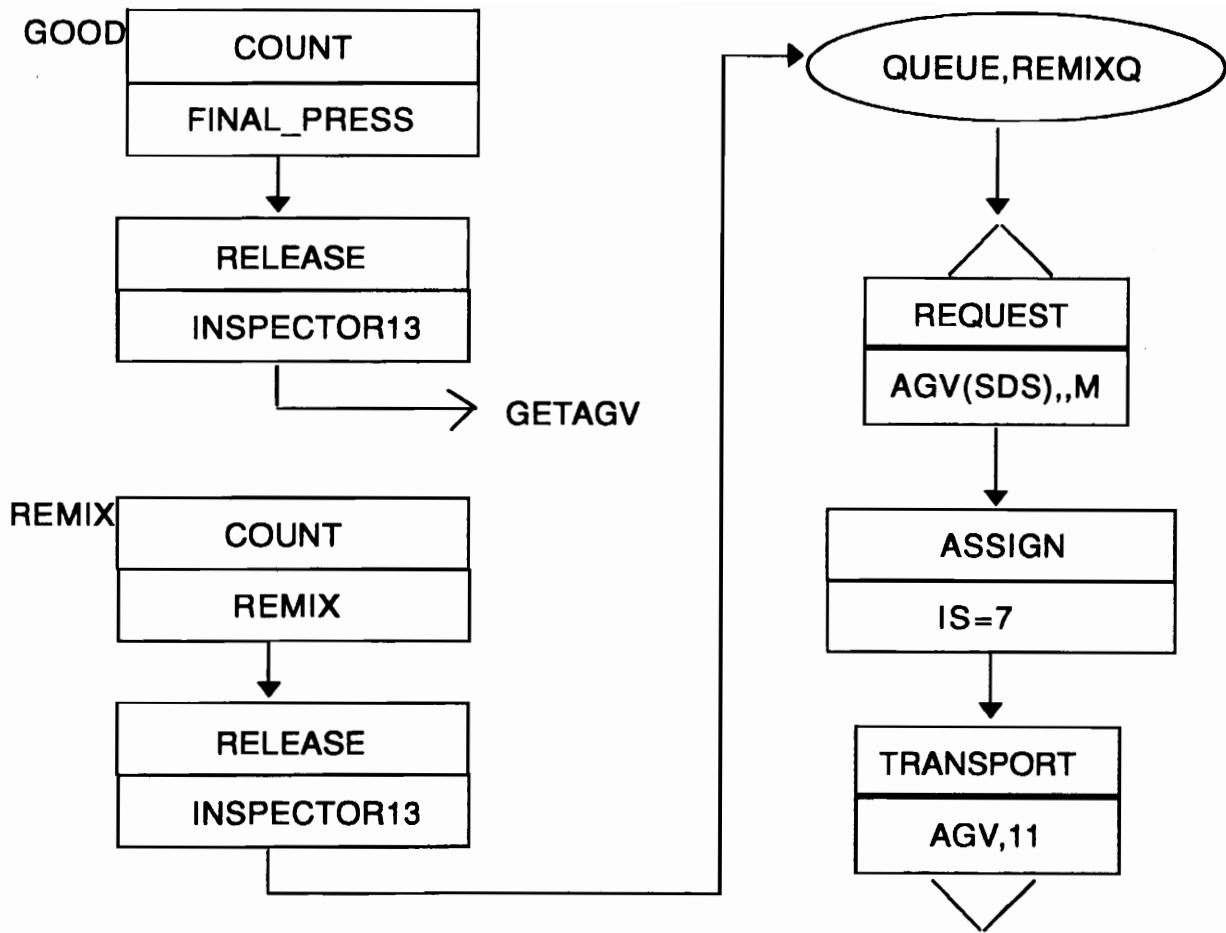 GOOD
COUNT
FINAL_PRESS
RELEASE
INSPECTOR13
GETAGV
REMIX
COUNT
REMIX
RELEASE
INSPECTOR13
QUEUE,REMIXQ
REQUEST
AGV(SDS),,M
ASSIGN
IS=7
TRANSPORT
AGV,11